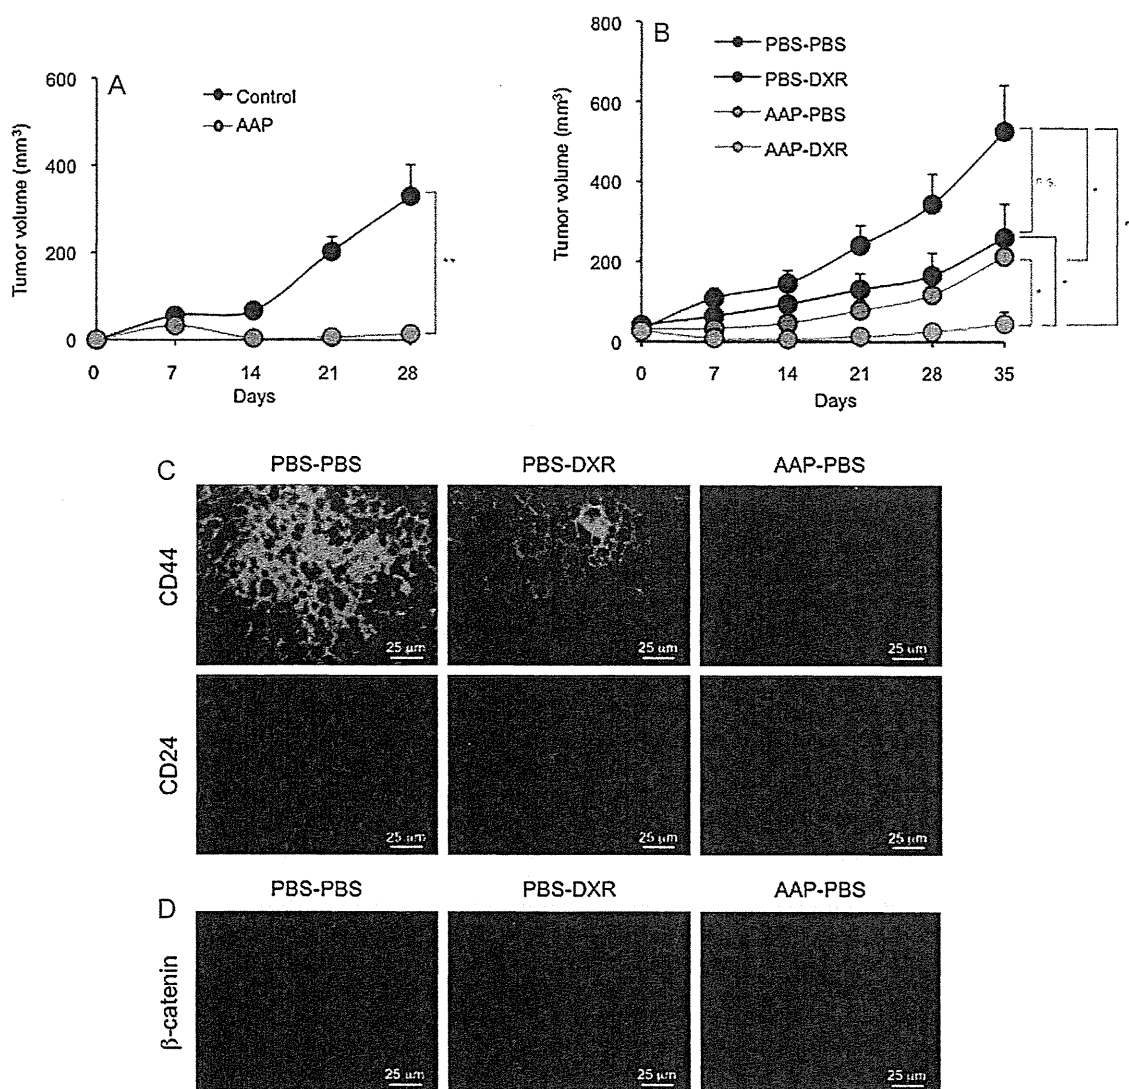 A
Control
AAP
Tumor volume (mm³)
600
400
200
0
0 7 14 21 28
Days
B
PBS-PBS
PBS-DXR
AAP-PBS
AAP-DXR
Tumor volume (mm³)
800
600
400
200
0
n.s.
0 7 14 21 28 35
Days
C
PBS-PBS PBS-DXR AAP-PBS
CD44
25 µm 25 µm 25 µm
CD24
25 µm 25 µm 25 µm
D
PBS-PBS PBS-DXR AAP-PBS
β-catenin
25 µm 25 µm 25 µm